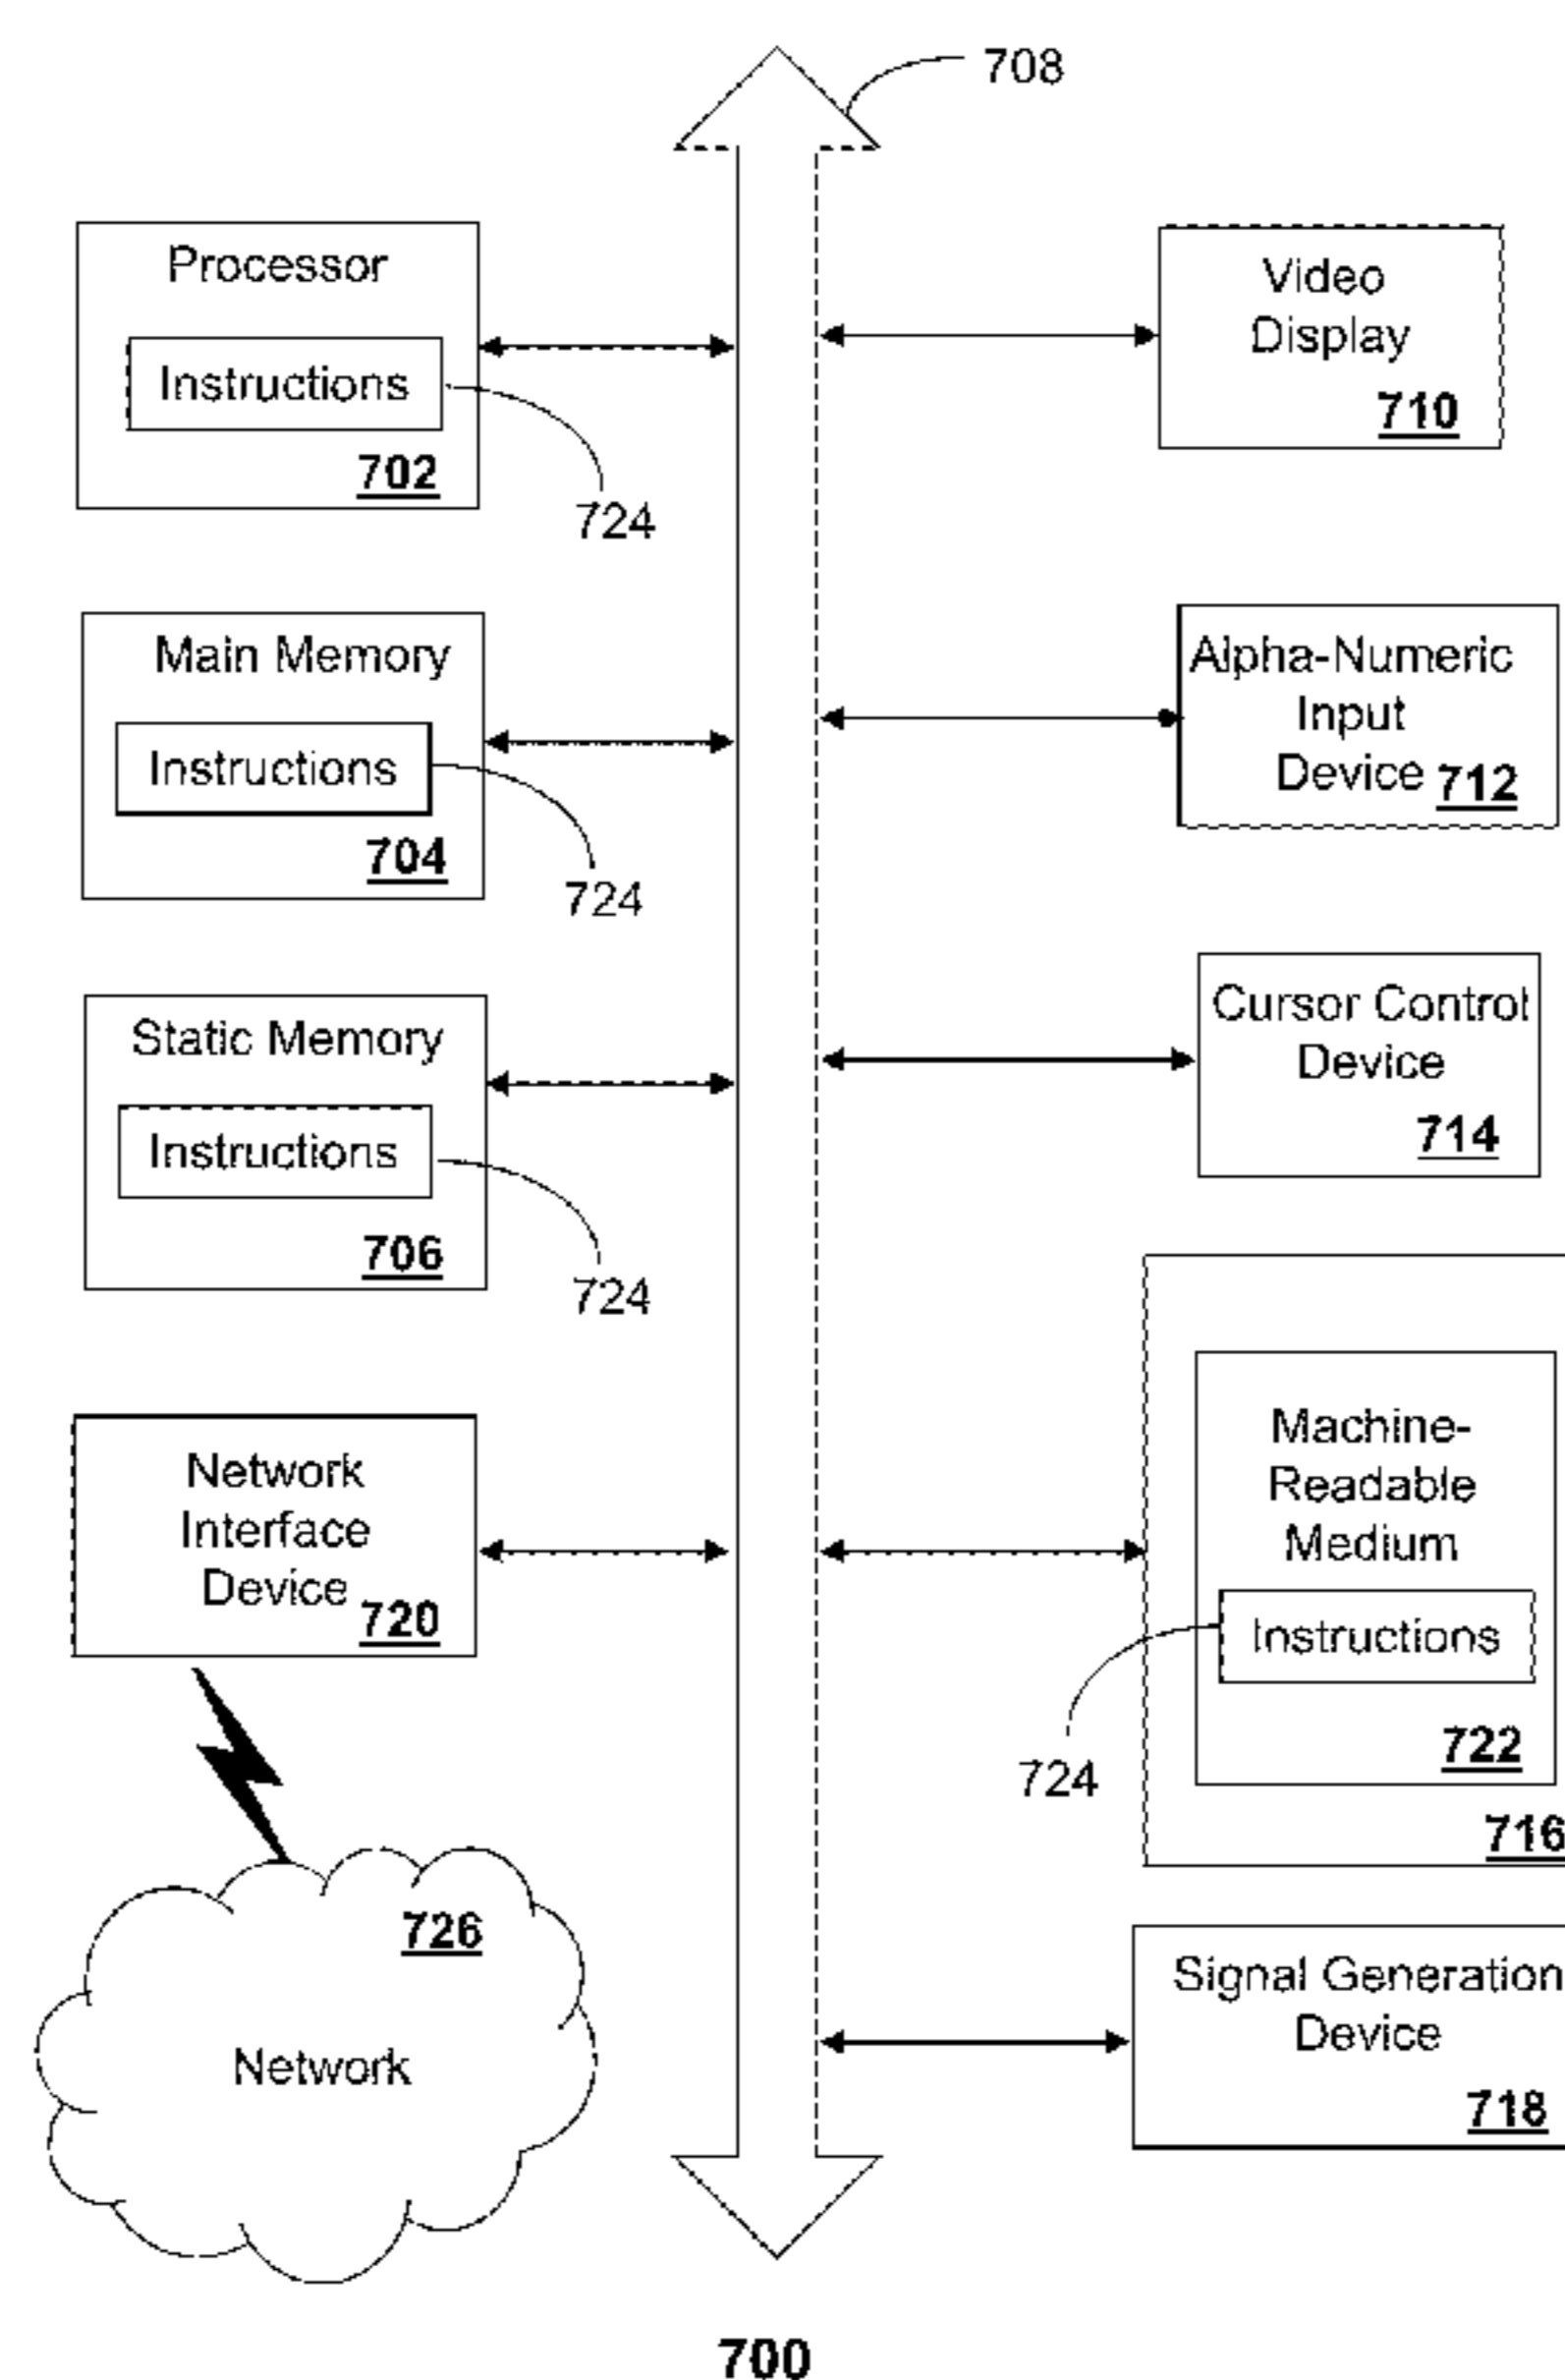 708
Processor
Instructions
702
724
Main Memory
Instructions
704
724
Static Memory
Instructions
706
724
Network
Interface
Device
720
726
Network
Video
Display
710
Alpha-Numeric
Input
Device 712
Cursor Control
Device
714
Machine-
Readable
Medium
Instructions
722
724
716
Signal Generation
Device
718
700